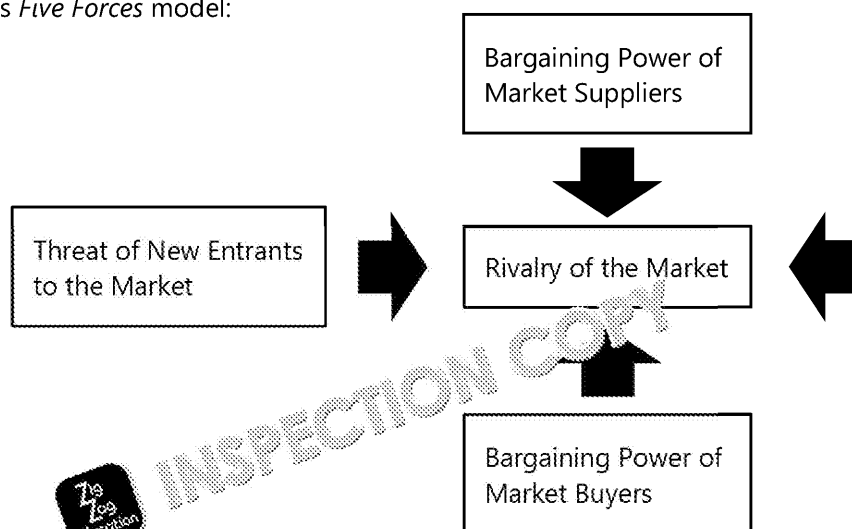 s Five Forces model:
Bargaining Power of
Market Suppliers
Threat of New Entrants
to the Market
Rivalry of the Market
INSPECTION COPY
Bargaining Power of
Market Buyers
Zig
Zag